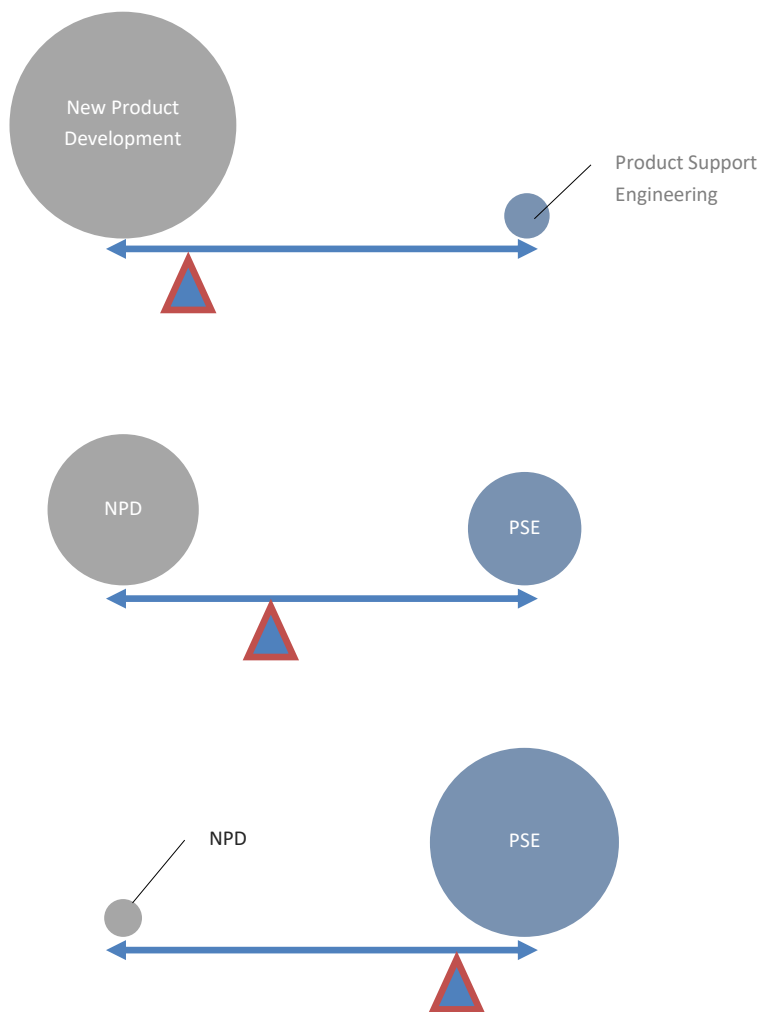 New Product
Development
Product Support
Engineering
NPD
PSE
NPD
PSE